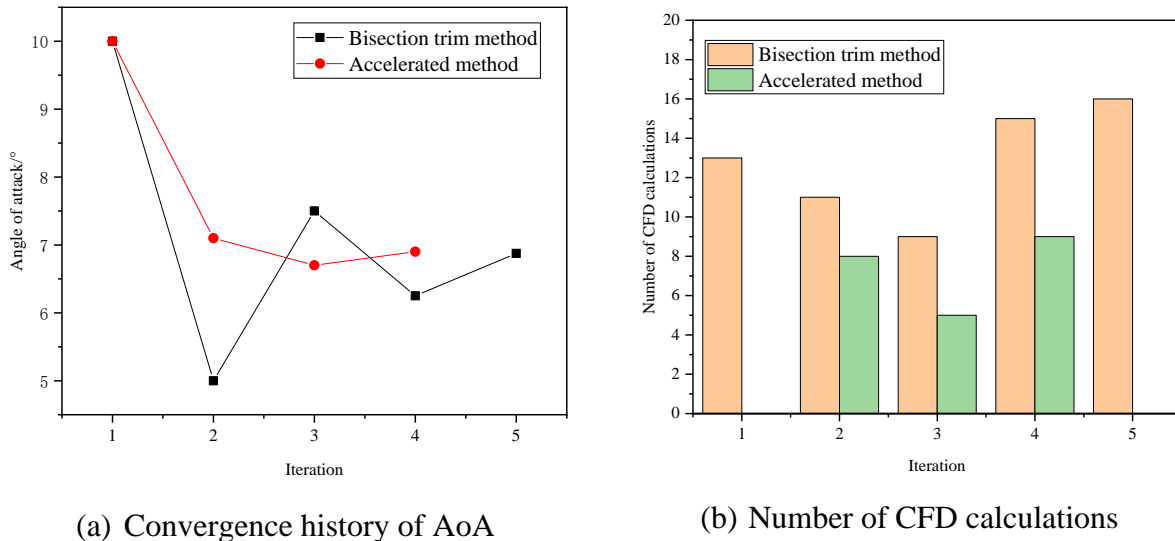 Bisection trim method
Accelerated method
10
9
8
7
6
5
Angle of attack/°
1 2 3 4 5
Iteration
(a) Convergence history of AoA
Bisection trim method
Accelerated method
20
18
16
14
12
10
8
6
4
2
0
Number of CFD calculations
1 2 3 4 5
Iteration
(b) Number of CFD calculations